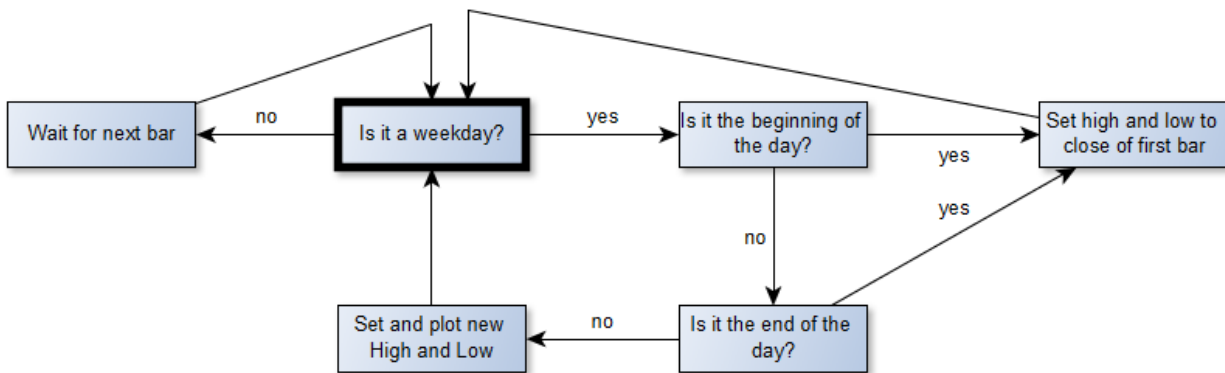 Wait for next bar
no
Is it a weekday?
yes
Is it the beginning of
the day?
yes
Set high and low to
close of first bar
yes
no
Set and plot new
High and Low
no
Is it the end of the
day?